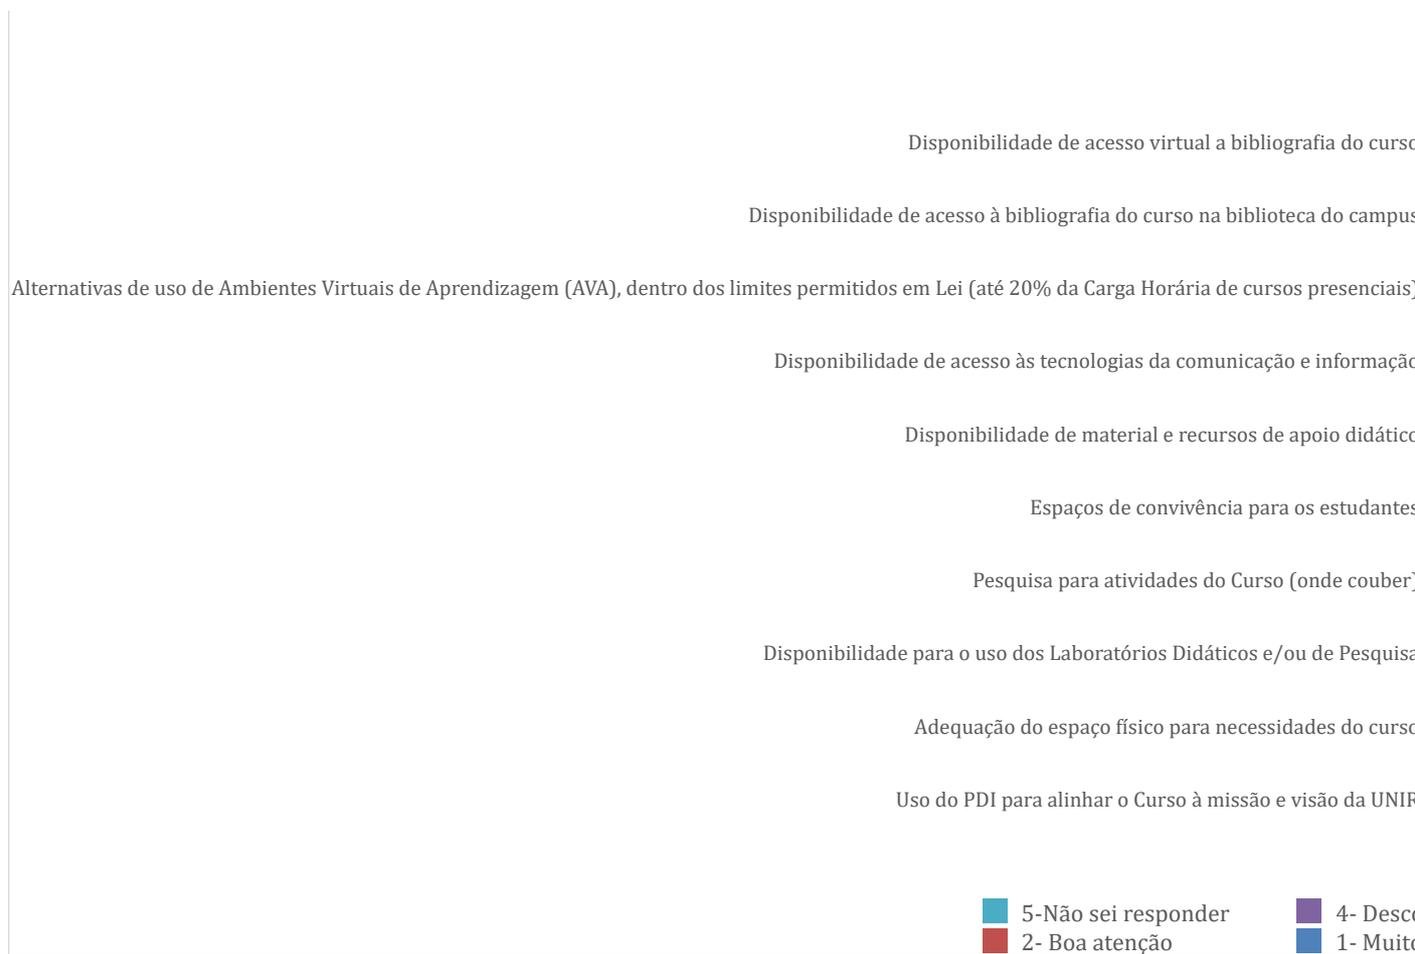 Disponibilidade de acesso virtual a bibliografia do curso
Disponibilidade de acesso à bibliografia do curso na biblioteca do campus
Alternativas de uso de Ambientes Virtuais de Aprendizagem (AVA), dentro dos limites permitidos em Lei (até 20% da Carga Horária de cursos presenciais)
Disponibilidade de acesso às tecnologias da comunicação e informação
Disponibilidade de material e recursos de apoio didático
Espaços de convivência para os estudantes
Pesquisa para atividades do Curso (onde couber)
Disponibilidade para o uso dos Laboratórios Didáticos e/ou de Pesquisa
Adequação do espaço físico para necessidades do curso
Uso do PDI para alinhar o Curso à missão e visão da UNIR
5-Não sei responder 4- Desco
2- Boa atenção 1- Muito